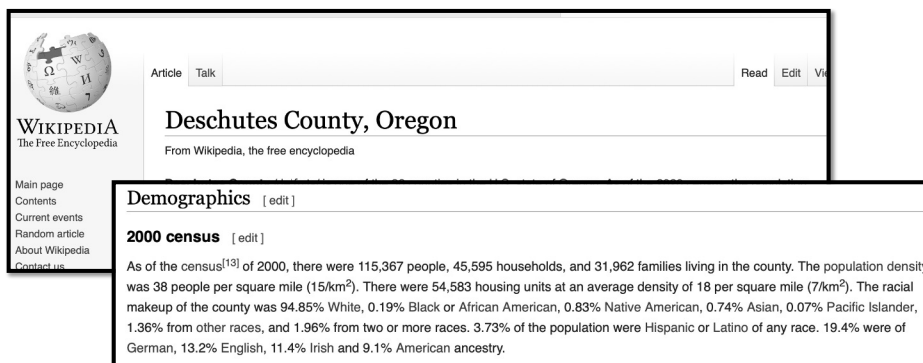 Article Talk Read Edit
WIKIPEDIA
The Free Encyclopedia
Deschutes County, Oregon
From Wikipedia, the free encyclopedia
Main page
Contents
Current events
Random article
About Wikipedia
Contact us
Demographics [ edit ]
2000 census [ edit ]
As of the census[13] of 2000, there were 115,367 people, 45,595 households, and 31,962 families living in the county. The population density
was 38 people per square mile (15/km²). There were 54,583 housing units at an average density of 18 per square mile (7/km²). The racial
makeup of the county was 94.85% White, 0.19% Black or African American, 0.83% Native American, 0.74% Asian, 0.07% Pacific Islander,
1.36% from other races, and 1.96% from two or more races. 3.73% of the population were Hispanic or Latino of any race. 19.4% were of
German, 13.2% English, 11.4% Irish and 9.1% American ancestry.